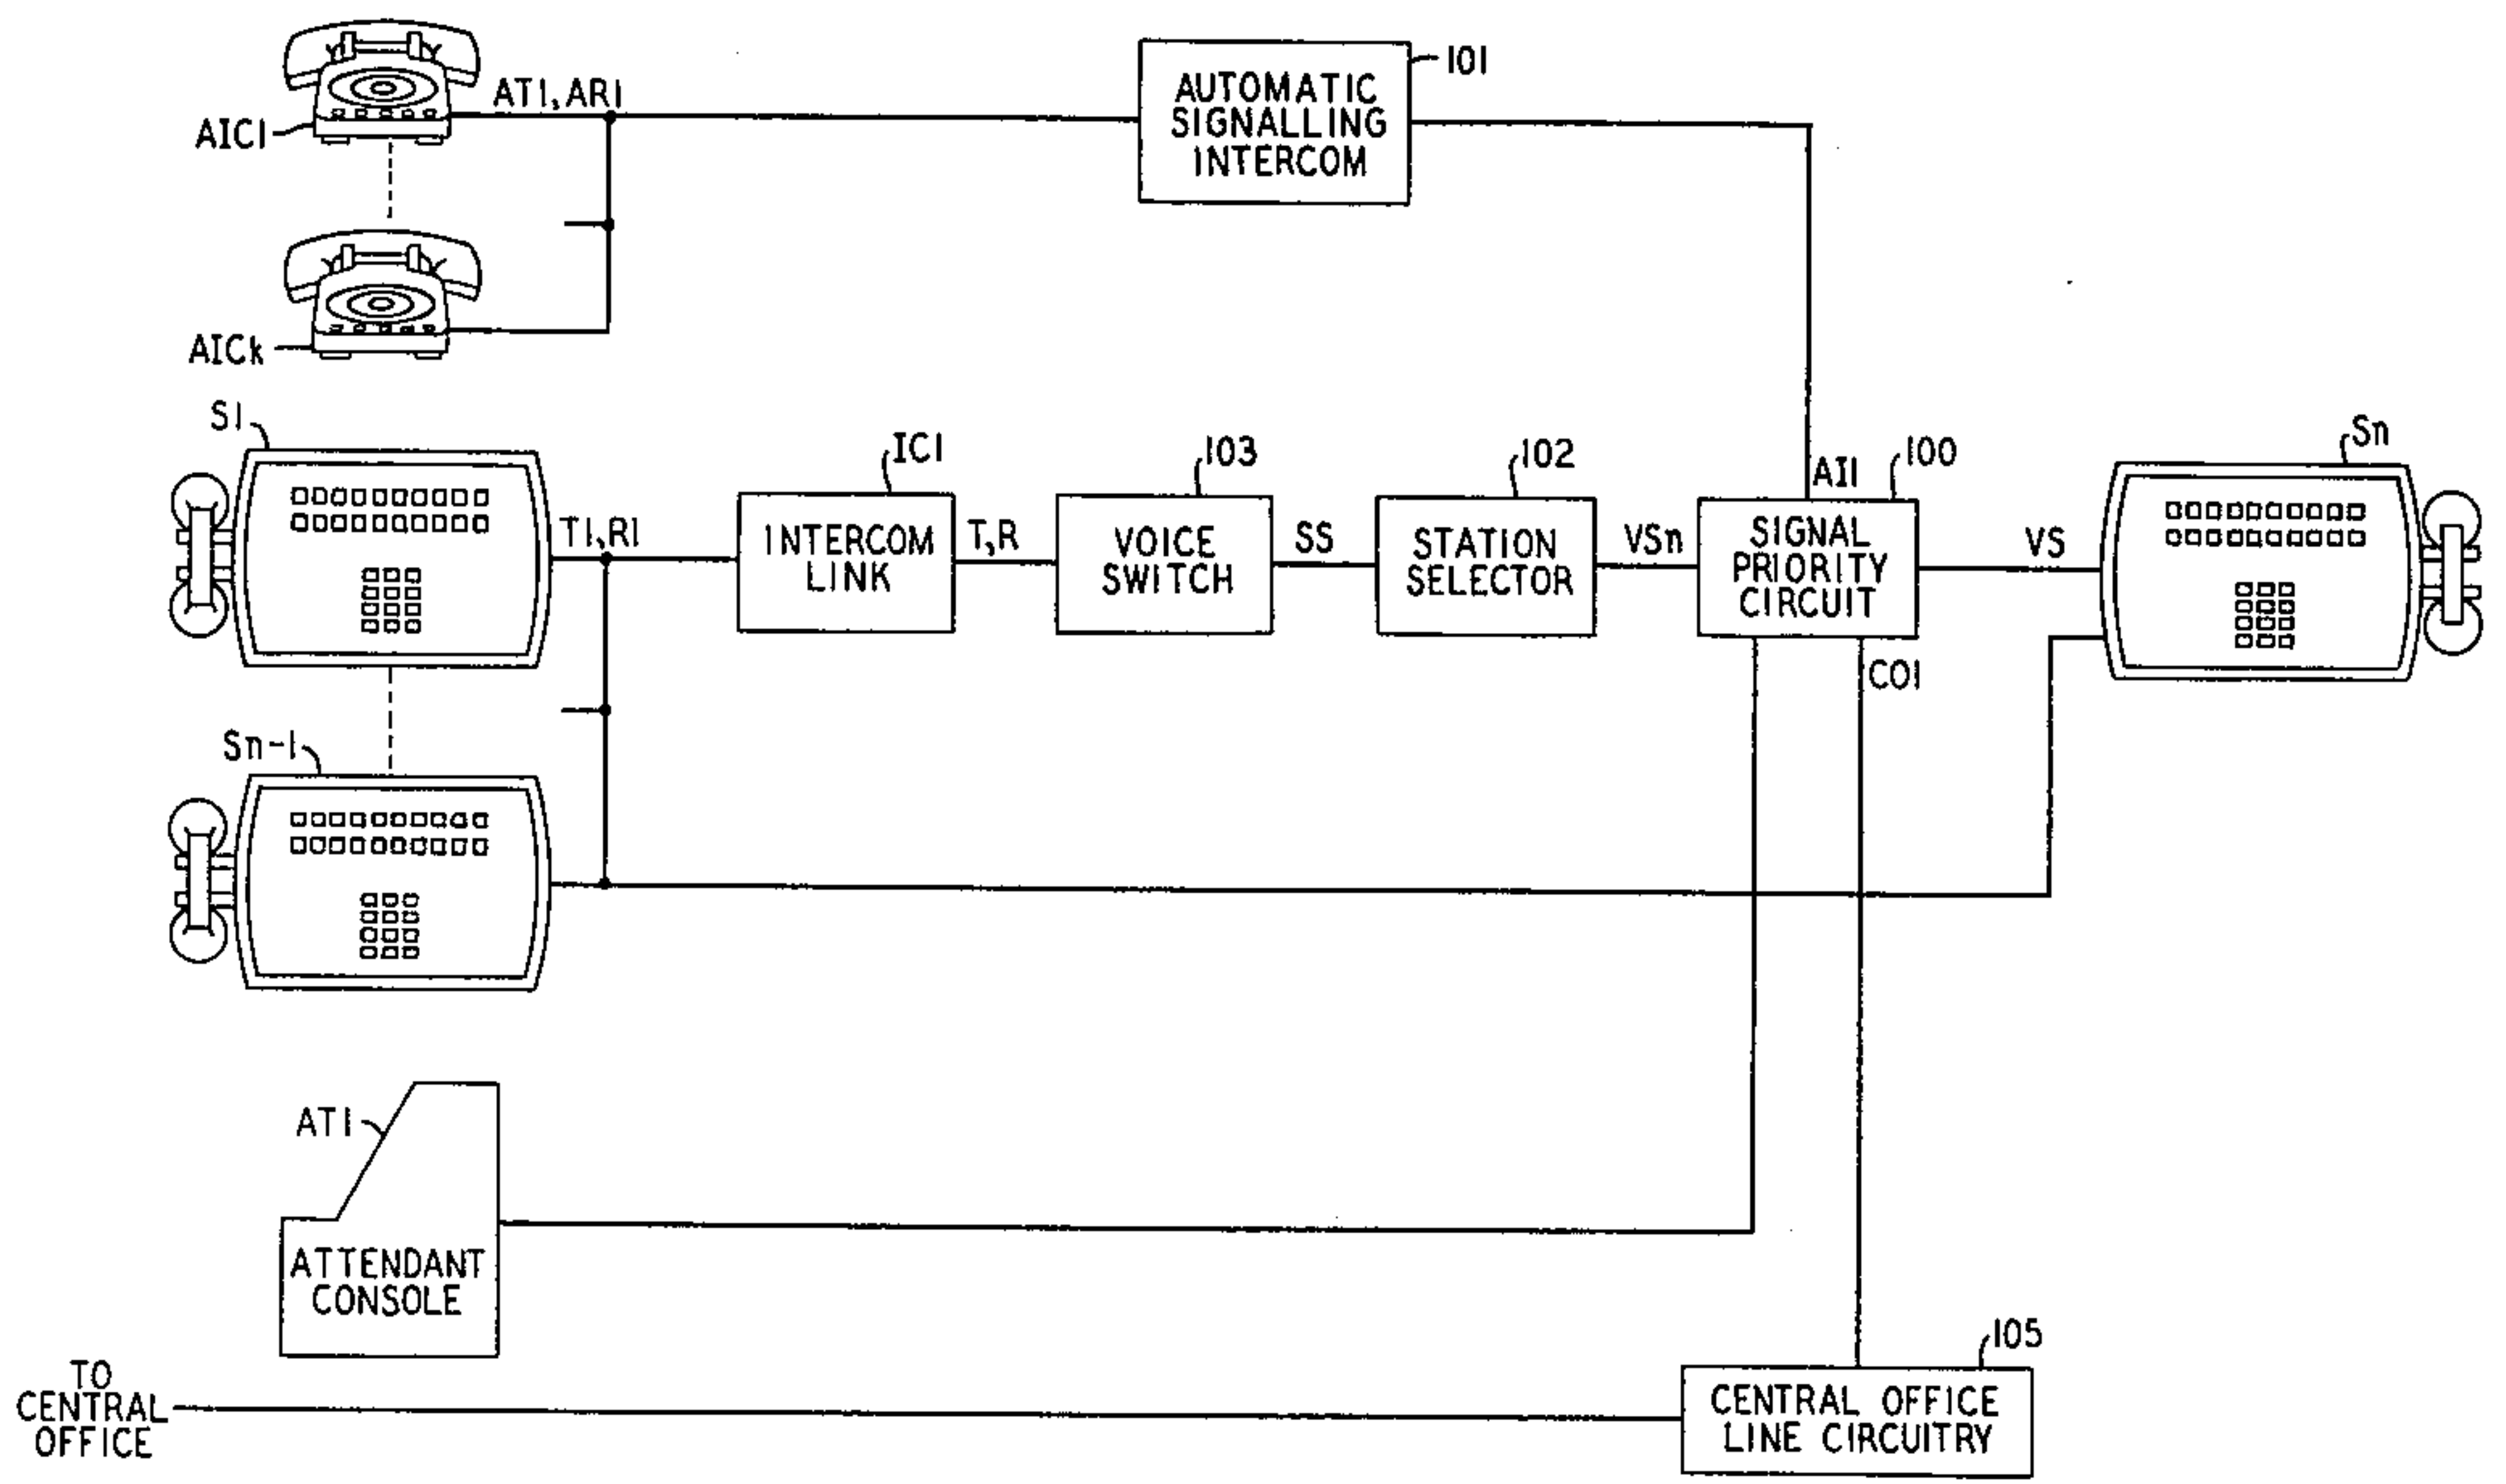 AT1, AR1
AIC1
AICk
AUTOMATIC
SIGNALLING
INTERCOM
101
S1
T1, R1
Sn-1
IC1
INTERCOM
LINK
T, R
103
VOICE
SWITCH
SS
102
STATION
SELECTOR
VSn
AI1
100
SIGNAL
PRIORITY
CIRCUIT
VS
Sn
CO1
AT1
ATTENDANT
CONSOLE
TO
CENTRAL
OFFICE
105
CENTRAL OFFICE
LINE CIRCUITRY